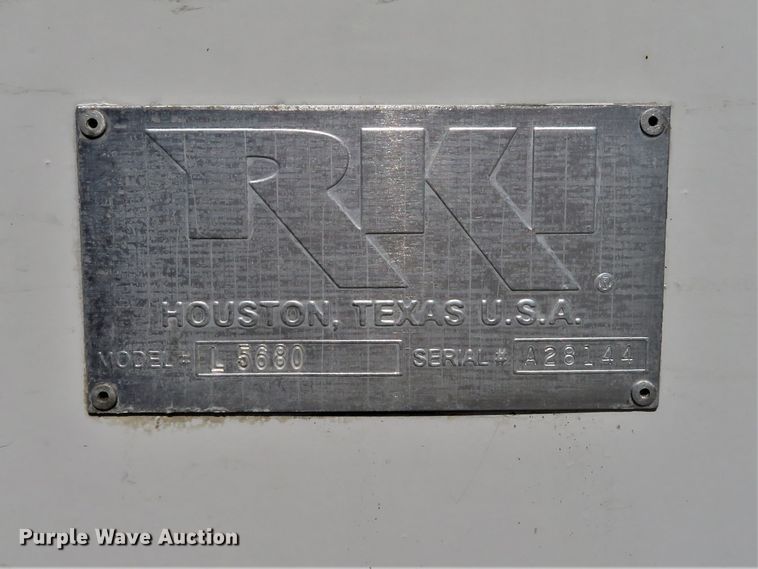 RKI ®
HOUSTON, TEXAS U.S.A.
MODEL # L 5680 SERIAL # A28144
Purple Wave Auction